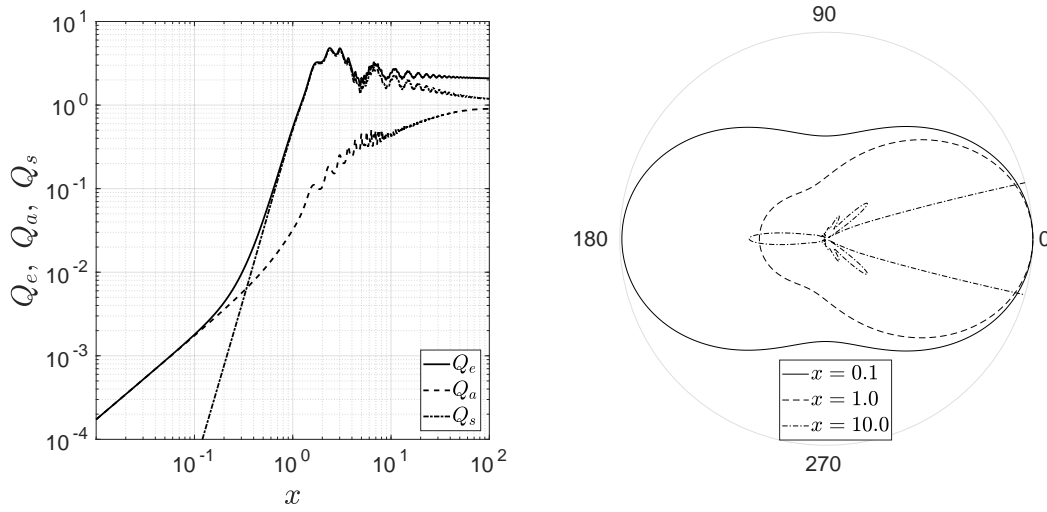 10^1
10^0
10^-1
10^-2
10^-3
10^-4
10^-1
10^0
10^1
10^2
Q_e, Q_a, Q_s
x
Q_e
Q_a
Q_s
90
180
0
270
x = 0.1
x = 1.0
x = 10.0